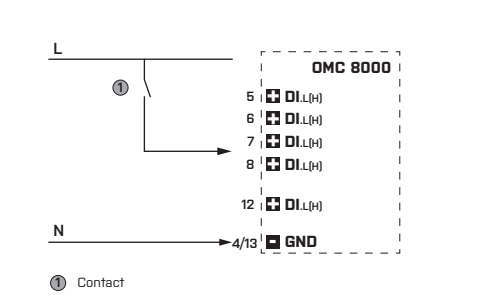 L
OMC 8000
1
5 + DI.L(H)
6 + DI.L(H)
7 + DI.L(H)
8 + DI.L(H)
12 + DI.L(H)
N
4/13 - GND
1 Contact